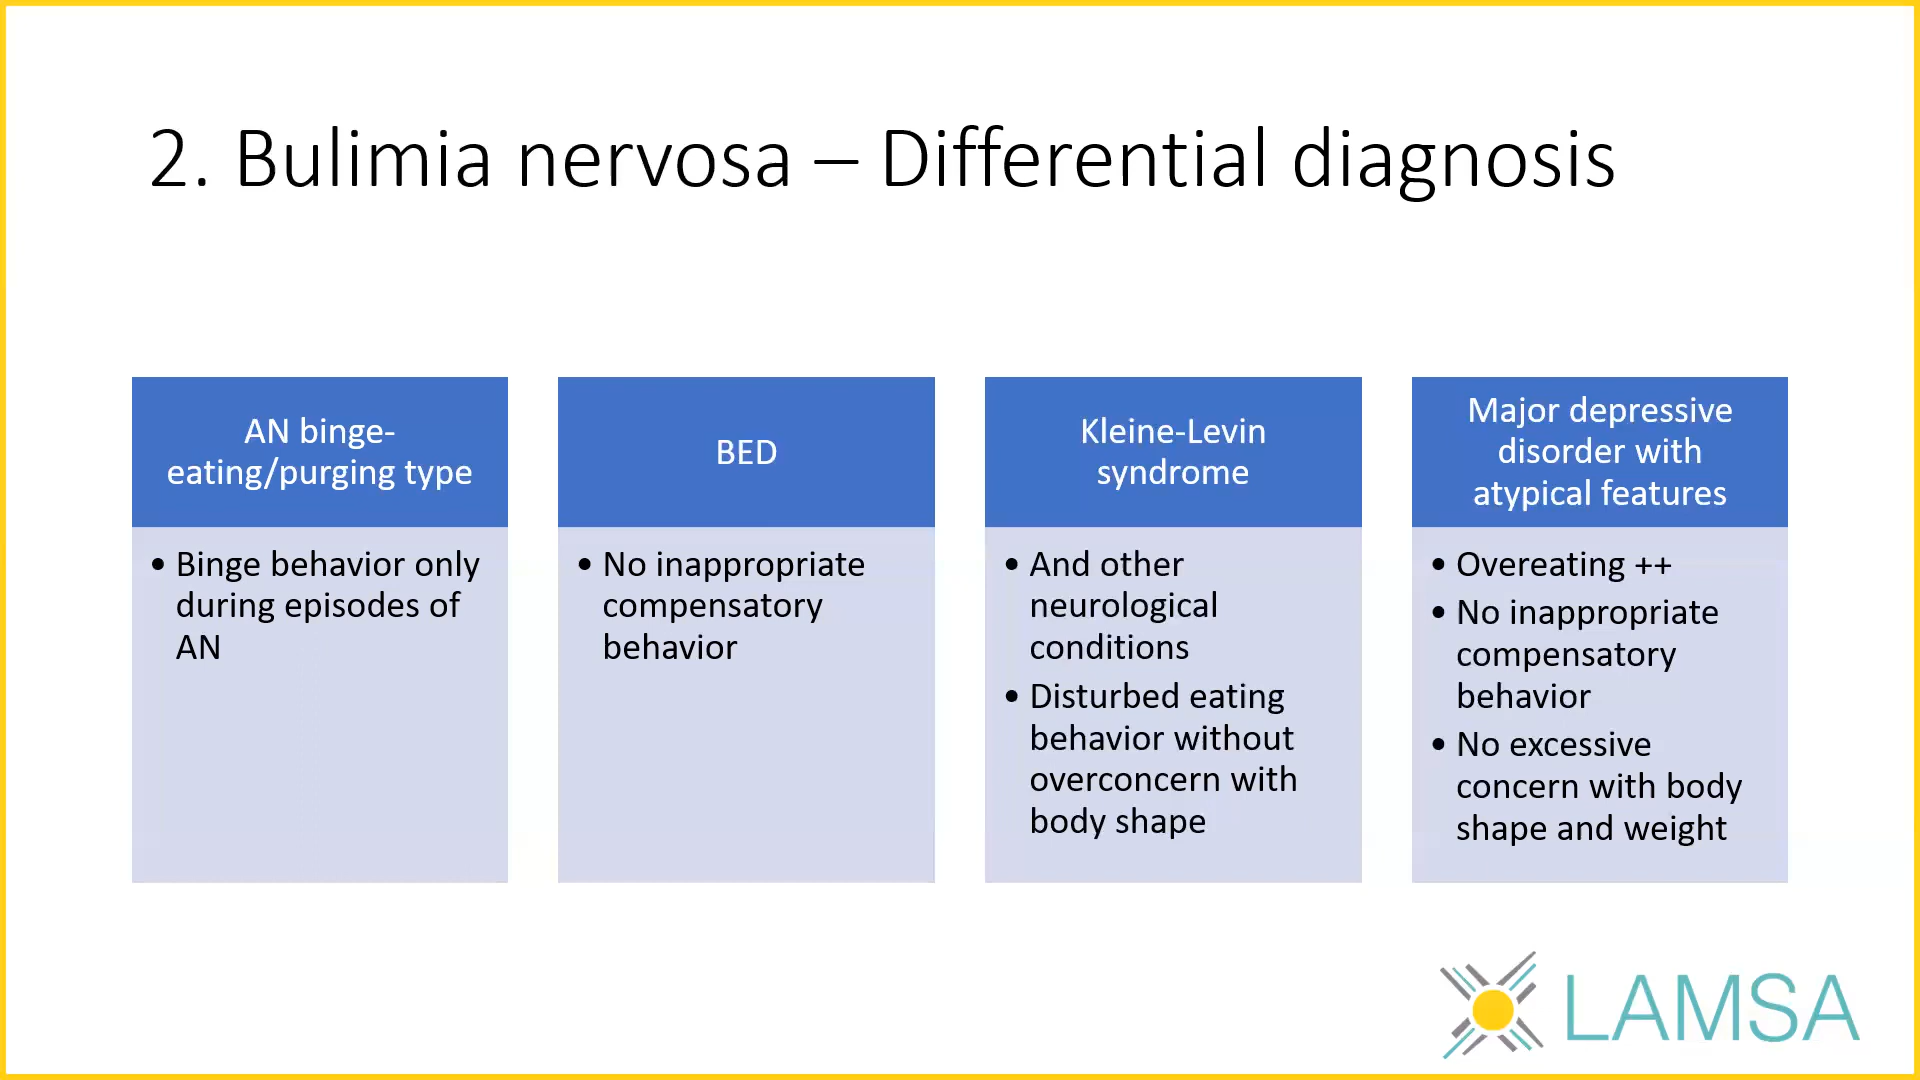 2. Bulimia nervosa – Differential diagnosis
AN binge-
eating/purging type
• Binge behavior only
during episodes of
AN
BED
• No inappropriate
compensatory
behavior
Kleine-Levin
syndrome
• And other
neurological
conditions
• Disturbed eating
behavior without
overconcern with
body shape
Major depressive
disorder with
atypical features
• Overeating ++
• No inappropriate
compensatory
behavior
• No excessive
concern with body
shape and weight
LAMSA